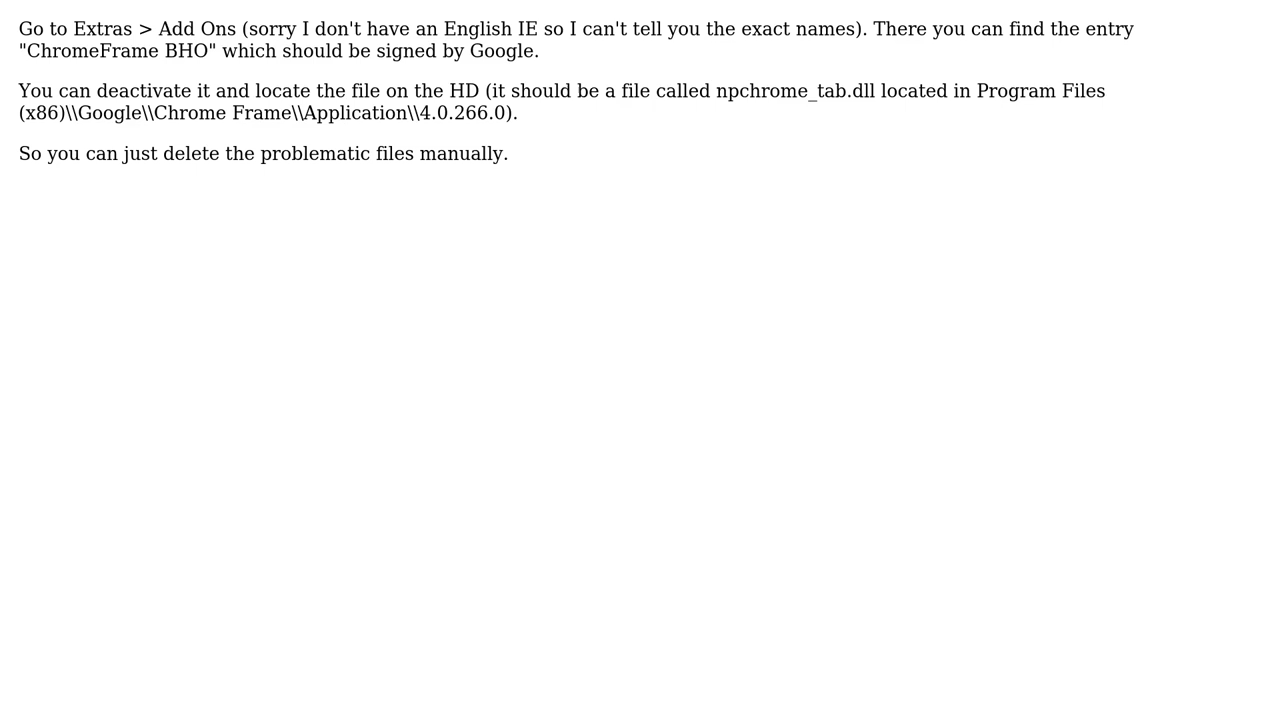 Go to Extras > Add Ons (sorry I don't have an English IE so I can't tell you the exact names). There you can find the entry
"ChromeFrame BHO" which should be signed by Google.
You can deactivate it and locate the file on the HD (it should be a file called npchrome_tab.dll located in Program Files
(x86)\\Google\\Chrome Frame\\Application\\4.0.266.0).
So you can just delete the problematic files manually.